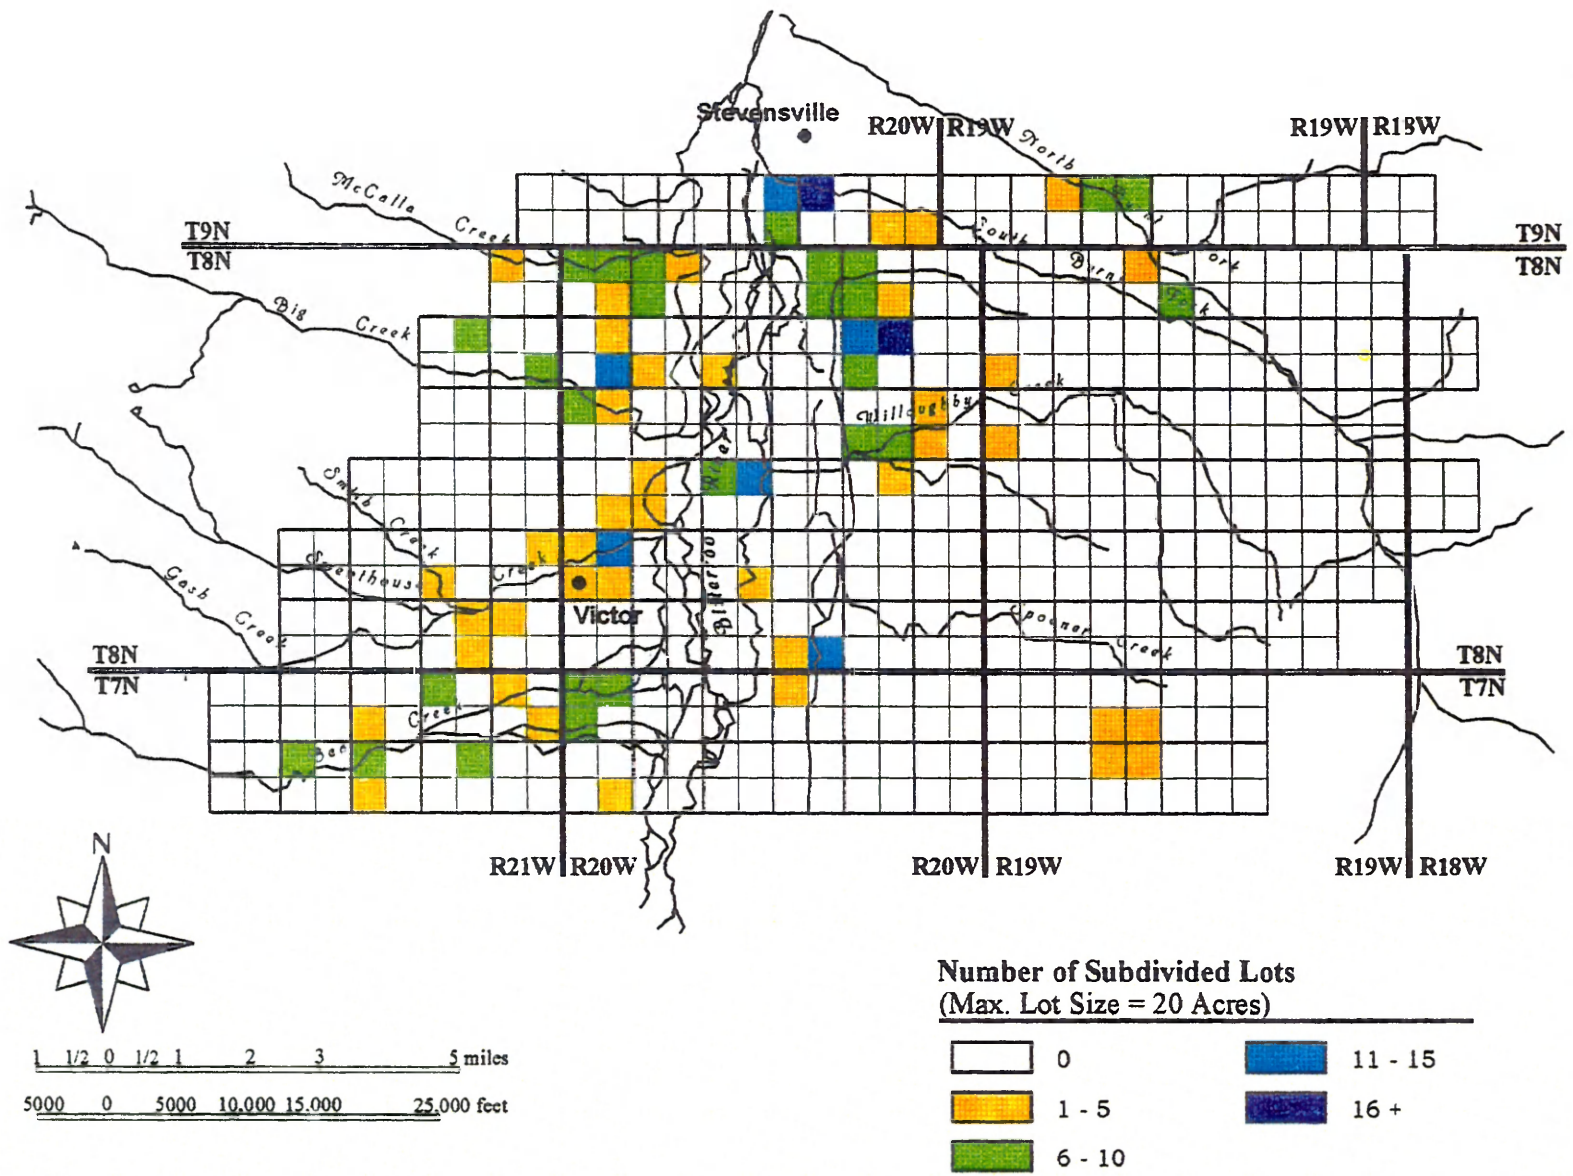 Stevensville
R20W R19W
R19W R18W
North
McCalla
Creek
South
Burnt
Fork
T9N
T8N
T9N
T8N
Burnt
Fork
Big
Creek
Willoughby
Creek
River
Smith
Creek
Sweathouse
Creek
Gash
Creek
Bitterroot
Victor
Spooner
Creek
T8N
T7N
T8N
T7N
Creek
Bear
N
R21W R20W
R20W R19W
R19W R18W
Number of Subdivided Lots
(Max. Lot Size = 20 Acres)
0
11 - 15
1 - 5
16 +
6 - 10
1 1/2 0 1/2 1 2 3 5 miles
5000 0 5000 10,000 15,000 25,000 feet